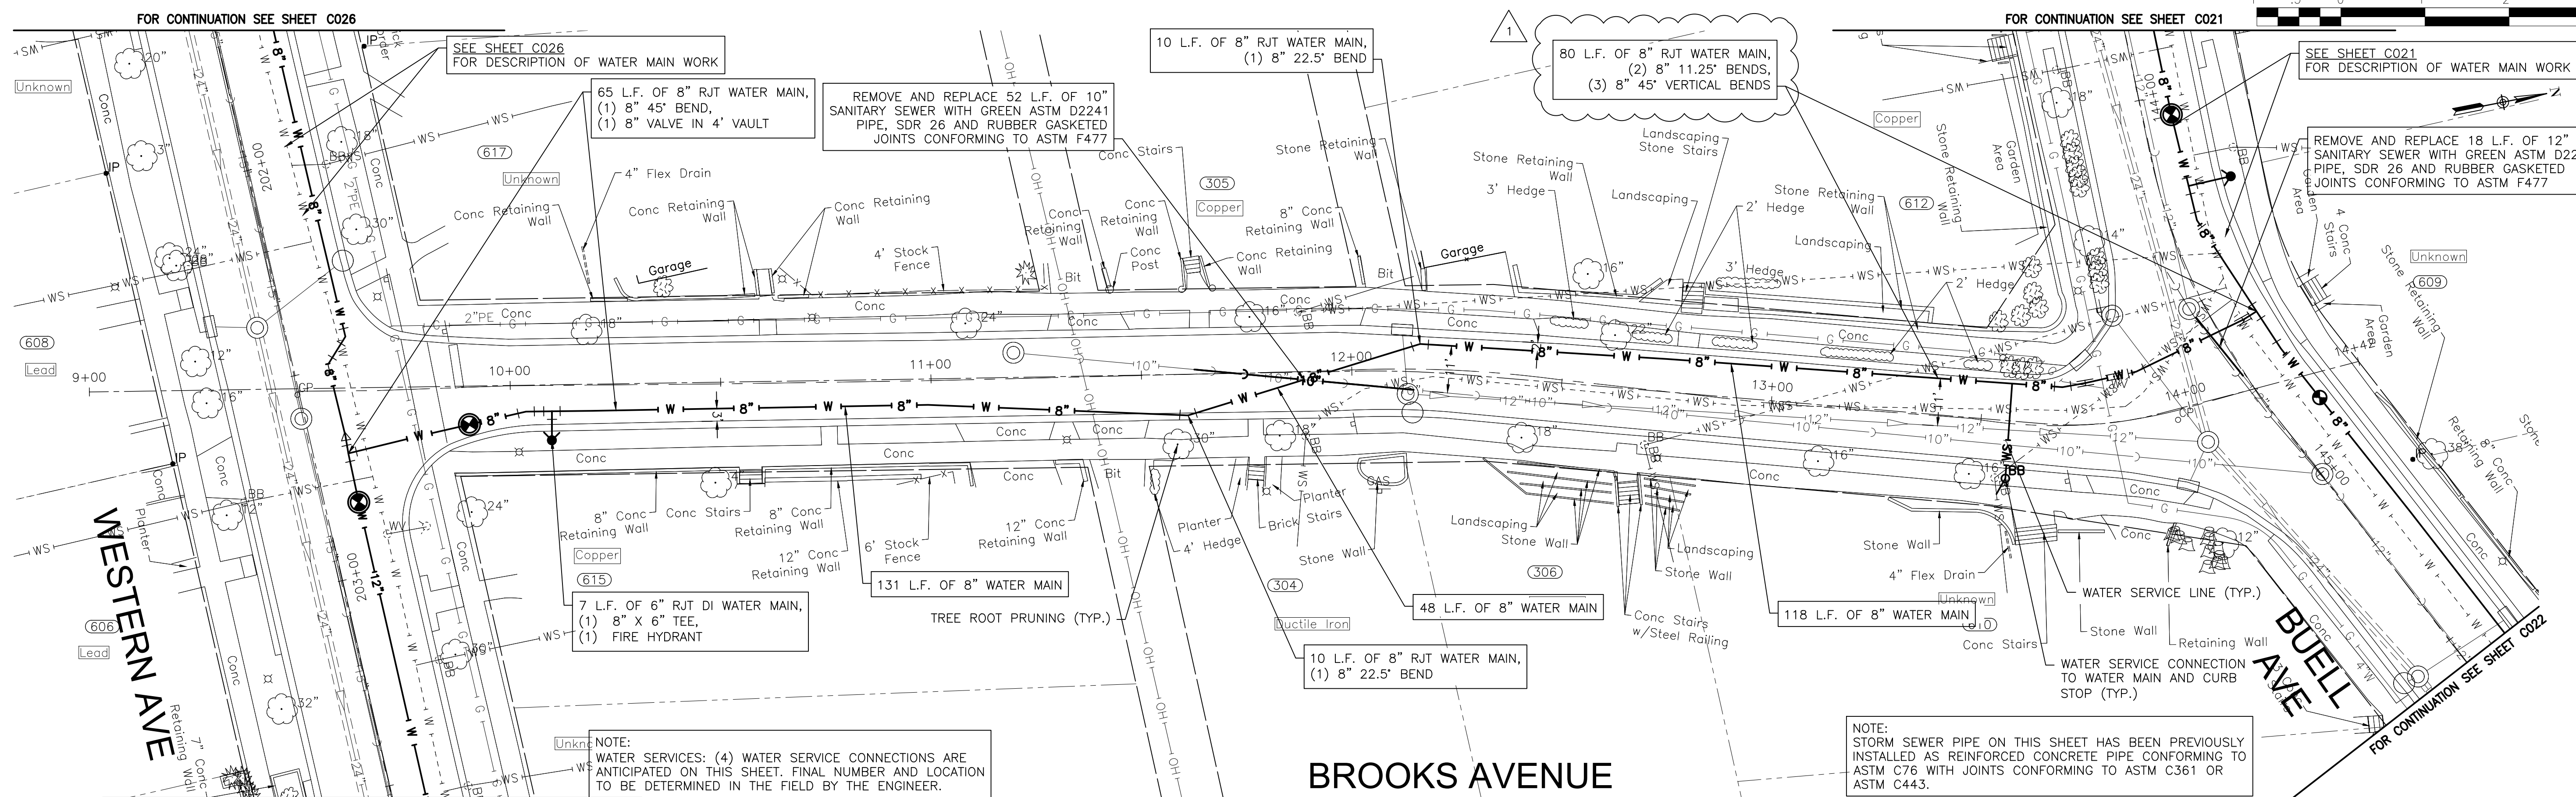 FOR CONTINUATION SEE SHEET C026
FOR CONTINUATION SEE SHEET C021
SEE SHEET C026
FOR DESCRIPTION OF WATER MAIN WORK
65 L.F. OF 8" RJT WATER MAIN,
(1) 8" 45° BEND,
(1) 8" VALVE IN 4' VAULT
REMOVE AND REPLACE 52 L.F. OF 10"
SANITARY SEWER WITH GREEN ASTM D2241
PIPE, SDR 26 AND RUBBER GASKETED
JOINTS CONFORMING TO ASTM F477
10 L.F. OF 8" RJT WATER MAIN,
(1) 8" 22.5° BEND
1
80 L.F. OF 8" RJT WATER MAIN,
(2) 8" 11.25° BENDS,
(3) 8" 45° VERTICAL BENDS
SEE SHEET C021
FOR DESCRIPTION OF WATER MAIN WORK
REMOVE AND REPLACE 18 L.F. OF 12"
SANITARY SEWER WITH GREEN ASTM D22
PIPE, SDR 26 AND RUBBER GASKETED
JOINTS CONFORMING TO ASTM F477
Unknown
617
Unknown
4" Flex Drain
Conc Retaining
Wall
Conc Retaining
Wall
Conc Retaining
Wall
4' Stock
Fence
Garage
Conc
Retaining
Wall
Conc
Retaining
Wall
Conc
Post
Conc Stairs
305
Copper
8" Conc
Retaining Wall
Conc Retaining
Wall
Stone Retaining
Wall
Garage
Stone Retaining
Wall
3' Hedge
Landscaping
Stone Stairs
Landscaping
2' Hedge
Stone Retaining
Wall
Landscaping
3' Hedge
2' Hedge
Copper
612
Stone Retaining
Wall
Garden
Area
Garden
Area
4 Conc
Stairs
Stone Retaining
Wall
Unknown
609
Garden
Area
608
Lead
9+00
10+00
11+00
12+00
13+00
14+00
14+42
202+00
203+00
144+00
145+00
2"PE
Conc
Bit
Bit
8" Conc
Retaining Wall
Conc Stairs
8" Conc
Retaining Wall
12" Conc
Retaining Wall
6' Stock
Fence
12" Conc
Retaining Wall
Bit
4' Hedge
Planter
Planter
Brick Stairs
Stone Wall
GAS
Landscaping
Stone Wall
Landscaping
Stone Wall
Conc Stairs
w/Steel Railing
Stone Wall
4" Flex Drain
Unknown
610
Conc Stairs
Stone Wall
Retaining Wall
8" Conc
Retaining Wall
Copper
615
7 L.F. OF 6" RJT DI WATER MAIN,
(1) 8" X 6" TEE,
(1) FIRE HYDRANT
131 L.F. OF 8" WATER MAIN
TREE ROOT PRUNING (TYP.)
304
Ductile Iron
10 L.F. OF 8" RJT WATER MAIN,
(1) 8" 22.5° BEND
48 L.F. OF 8" WATER MAIN
306
118 L.F. OF 8" WATER MAIN
WATER SERVICE LINE (TYP.)
WATER SERVICE CONNECTION
TO WATER MAIN AND CURB
STOP (TYP.)
606
Lead
Planter
WESTERN AVE
7" Conc
Retaining Wall
NOTE:
WATER SERVICES: (4) WATER SERVICE CONNECTIONS ARE
ANTICIPATED ON THIS SHEET. FINAL NUMBER AND LOCATION
TO BE DETERMINED IN THE FIELD BY THE ENGINEER.
BROOKS AVENUE
NOTE:
STORM SEWER PIPE ON THIS SHEET HAS BEEN PREVIOUSLY
INSTALLED AS REINFORCED CONCRETE PIPE CONFORMING TO
ASTM C76 WITH JOINTS CONFORMING TO ASTM C361 OR
ASTM C443.
BUELL
AVE
FOR CONTINUATION SEE SHEET C022